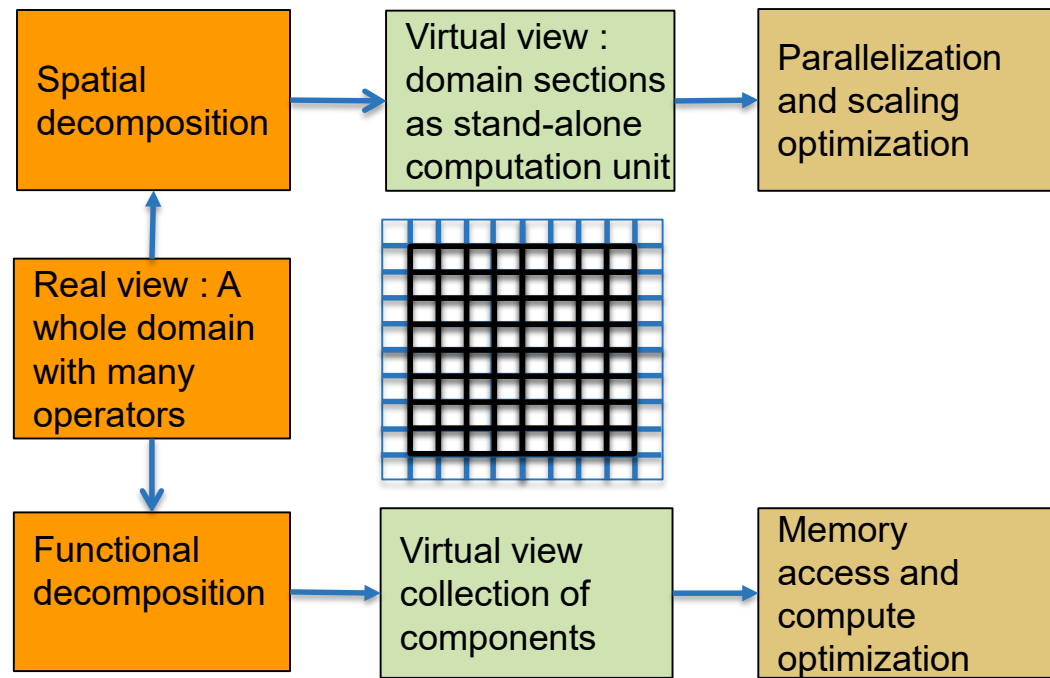 Spatial
decomposition
Virtual view :
domain sections
as stand-alone
computation unit
Parallelization
and scaling
optimization
Real view : A
whole domain
with many
operators
Functional
decomposition
Virtual view
collection of
components
Memory
access and
compute
optimization